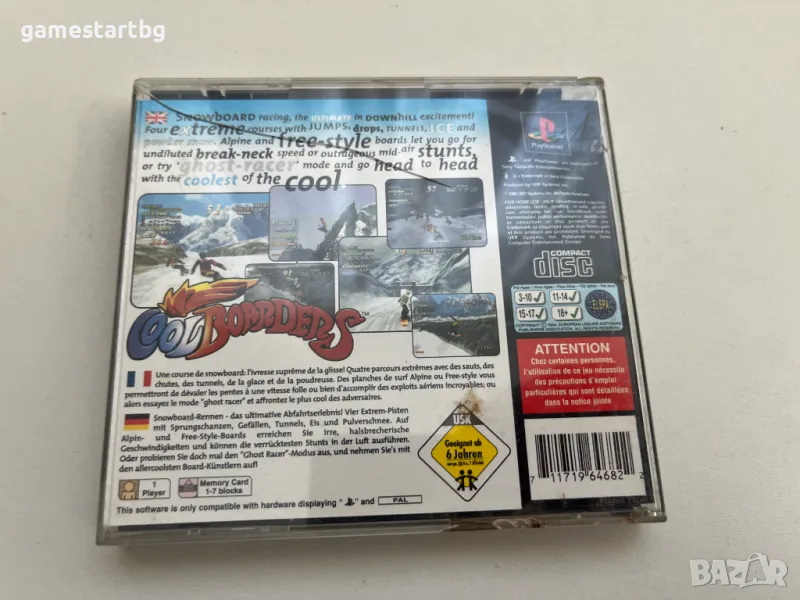 gamestartbg
SNOWBOARD racing, the ULTIMATE in DOWNHILL excitement!
Four extreme courses with JUMPS, drops, TUNNELS, ICE and
powder snow. Alpine and free-style boards let you go for
undiluted break-neck speed or outrageous mid air stunts,
or try 'ghost-racer' mode and go head to head
with the coolest of the cool.
PlayStation
COMPACT
disc
3-10
11-14
15-17
18+
ELSPA
COOL BOARDERS™
ATTENTION
Chez certaines personnes,
l'utilisation de ce jeu nécessite
des précautions d'emploi
particulières qui sont détaillées
dans la notice jointe
Une course de snowboard: l'ivresse suprême de la glisse! Quatre parcours extrêmes avec des sauts, des
chutes, des tunnels, de la glace et de la poudreuse. Des planches de surf Alpine ou Free-style vous
permettront de dévaler les pentes à une vitesse folle ou bien d'accomplir des exploits aériens incroyables; ou
alors essayez le mode "ghost racer" et affrontez le plus cool des adversaires.
Snowboard-Rennen - das ultimative Abfahrtserlebnis! Vier Extrem-Pisten
mit Sprungschanzen, Gefällen, Tunnels, Eis und Pulverschnee. Auf
Alpin- und Free-Style-Boards erreichen Sie irre, halsbrecherische
Geschwindigkeiten und können die verrücktesten Stunts in der Luft ausführen.
Oder probieren Sie doch mal den "Ghost Racer"-Modus aus, und nehmen Sie's mit
den allercoolsten Board-Künstlern auf!
USK
Geeignet ab
6 Jahren
1
Player
Memory Card
1-7 blocks
This software is only compatible with hardware displaying " " and PAL
7 11719 64682 2
BAZAR